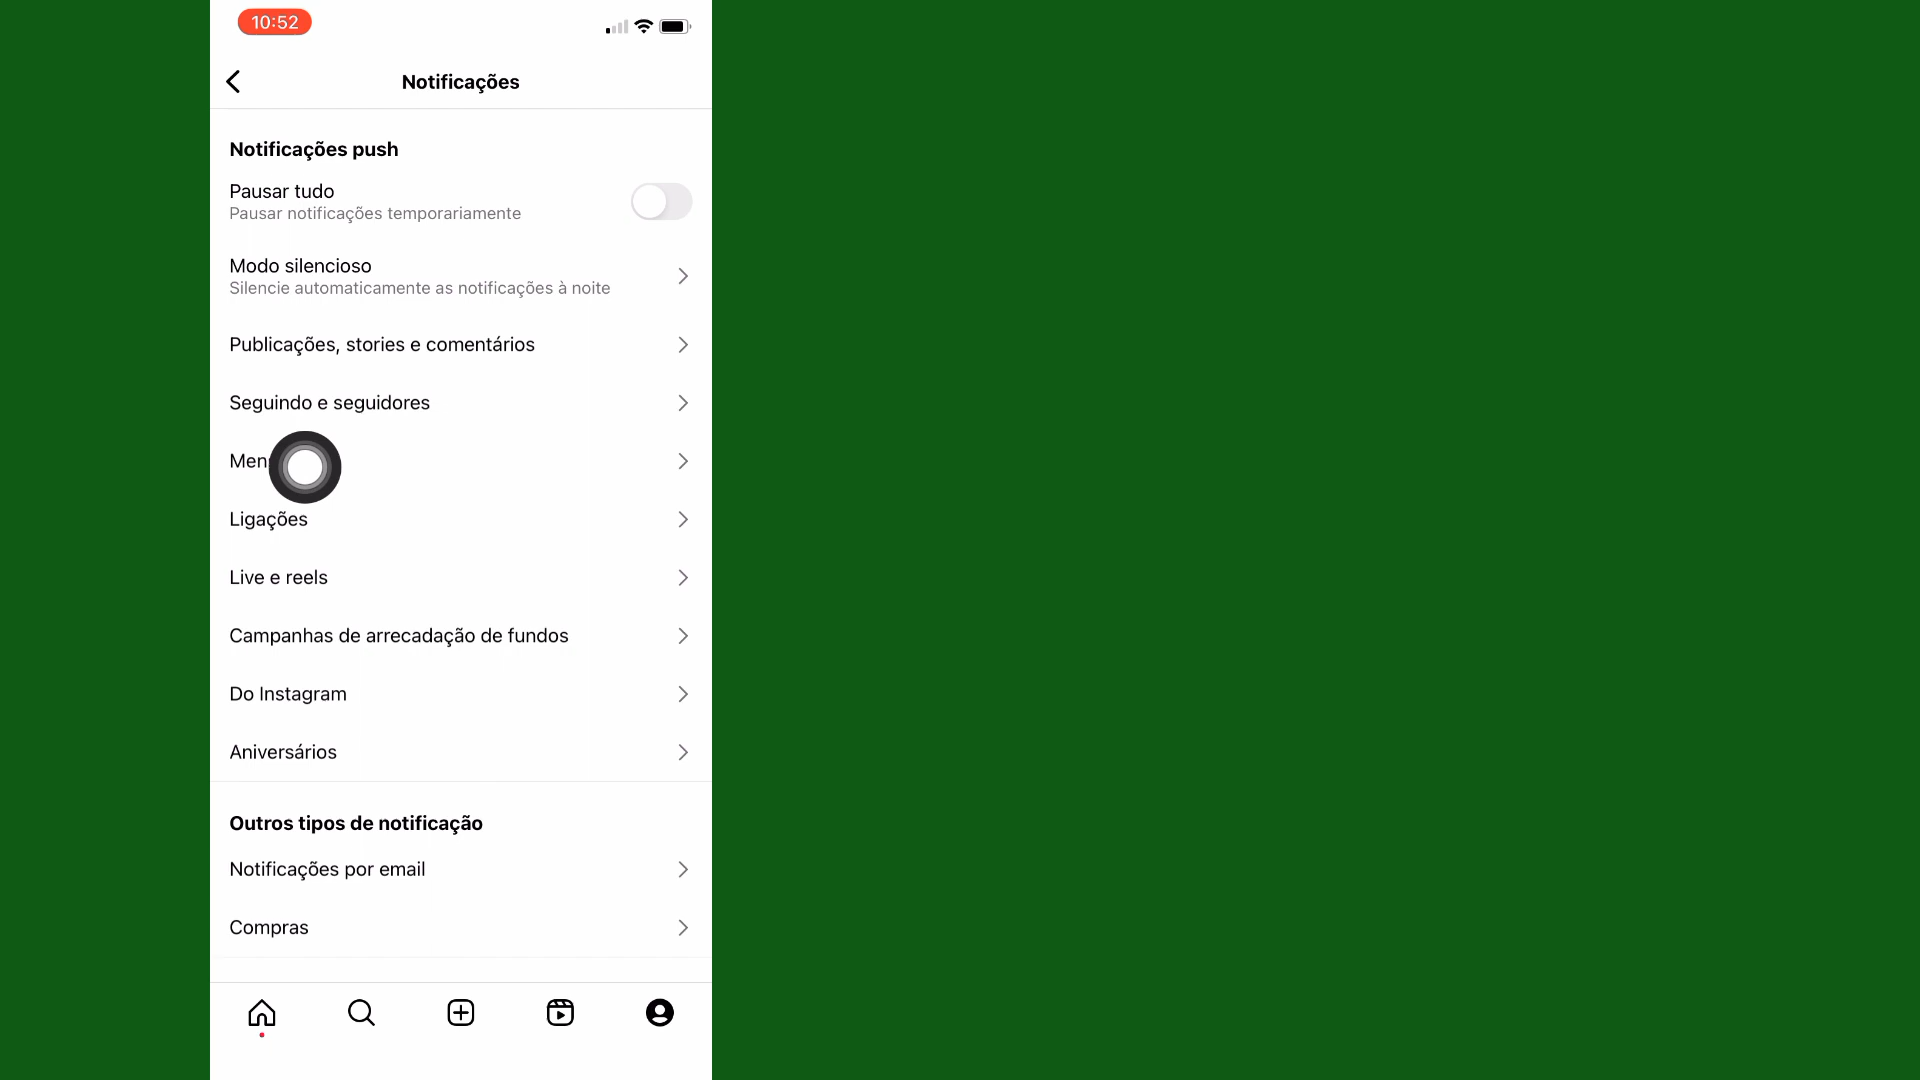 10:52
Notificações
Notificações push
Pausar tudo
Pausar notificações temporariamente
Modo silencioso
Silencie automaticamente as notificações à noite
Publicações, stories e comentários
Seguindo e seguidores
Ligações
Live e reels
Campanhas de arrecadação de fundos
Do Instagram
Aniversários
Outros tipos de notificação
Notificações por email
Compras